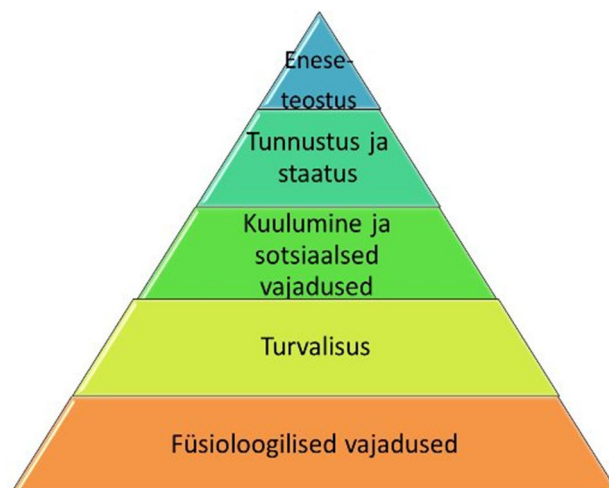 Enese-
teostus
Tunnustus ja
staatus
Kuulumine ja
sotsiaalsed
vajadused
Turvalisus
Füsioloogilised vajadused